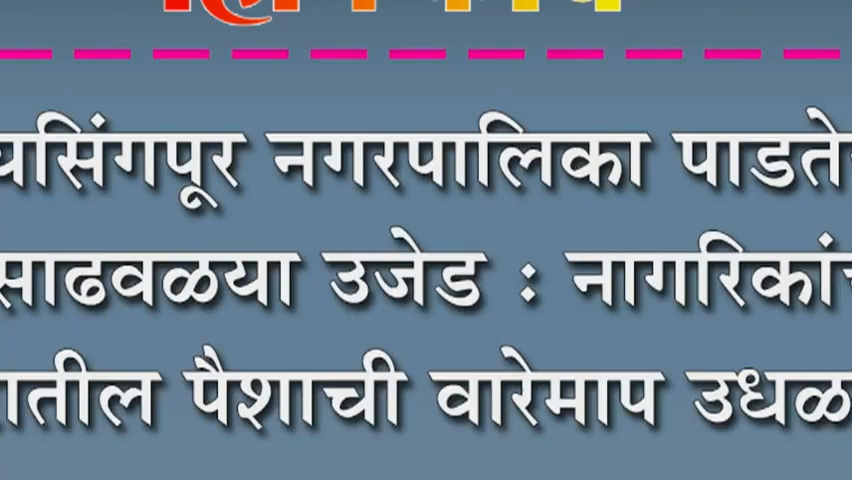 यसिंगपूर नगरपालिका पाडते
साढवळया उजेड : नागरिकां
ातील पैशाची वारेमाप उधळ